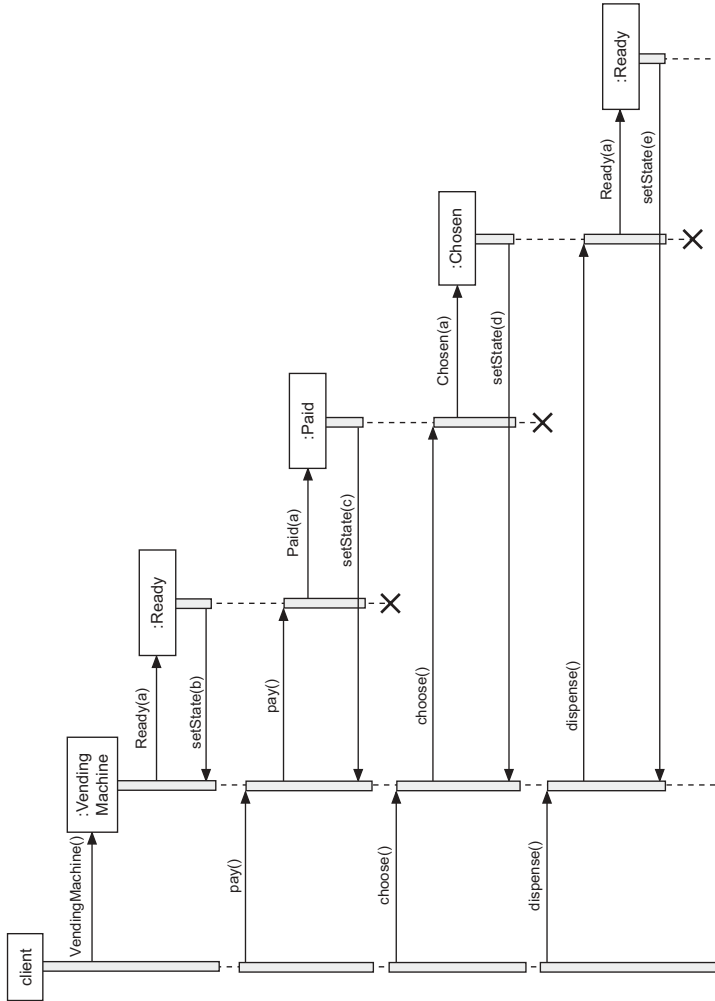 client
VendingMachine()
:Vending
Machine
Ready(a)
:Ready
setState(b)
pay()
pay()
Paid(a)
:Paid
setState(c)
choose()
choose()
Chosen(a)
:Chosen
setState(d)
dispense()
dispense()
Ready(a)
:Ready
setState(e)